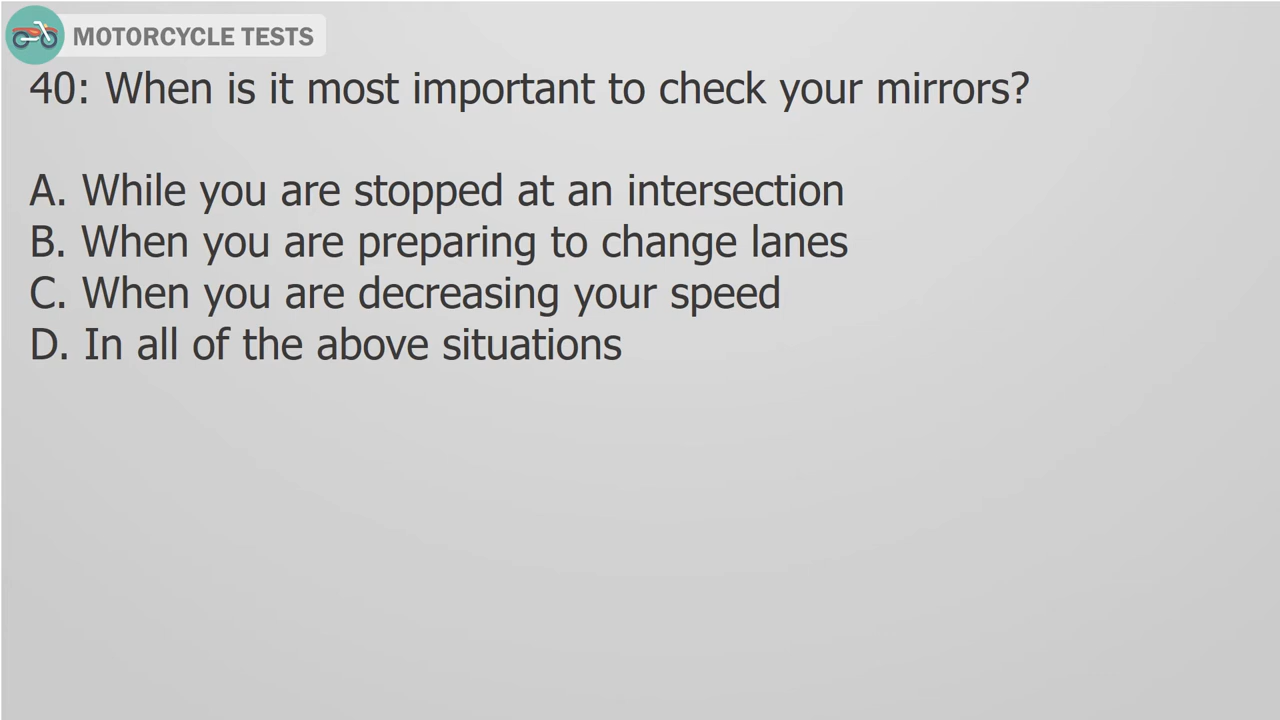 MOTORCYCLE TESTS
40: When is it most important to check your mirrors?
A. While you are stopped at an intersection
B. When you are preparing to change lanes
C. When you are decreasing your speed
D. In all of the above situations